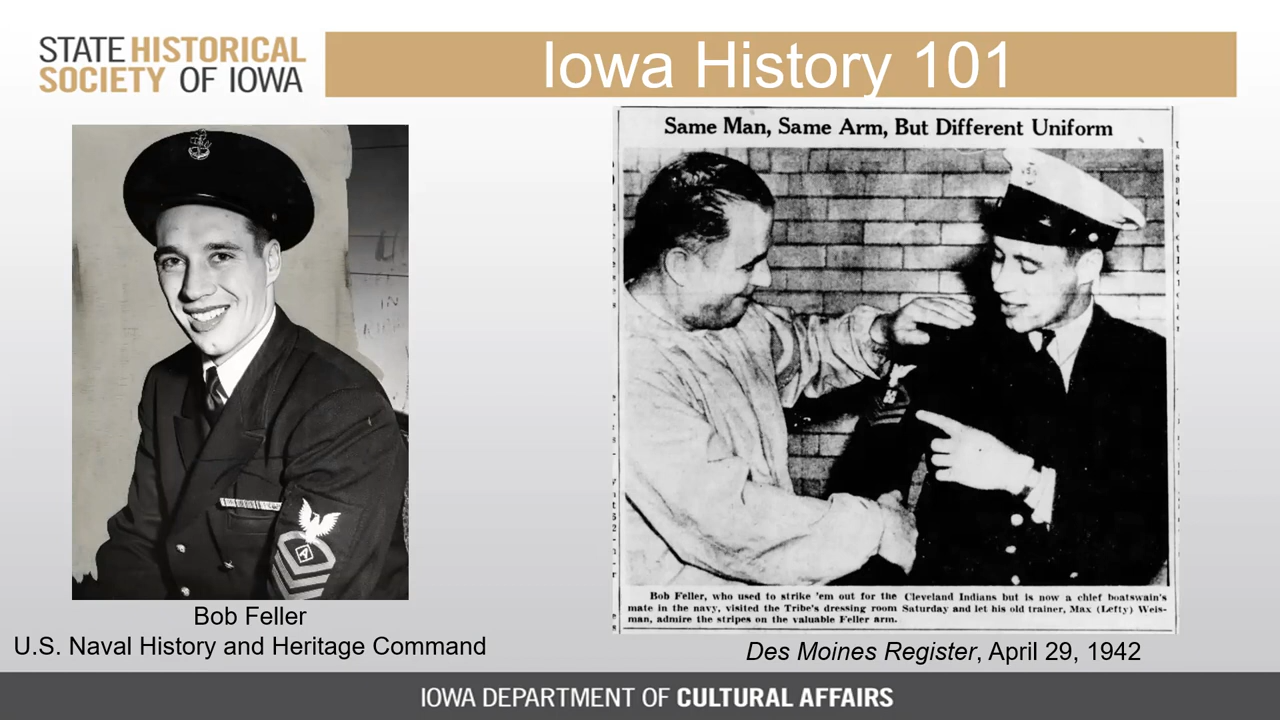 STATE HISTORICAL
SOCIETY OF IOWA
Iowa History 101
Same Man, Same Arm, But Different Uniform
Bob Feller, who used to strike 'em out for the Cleveland Indians but is now a chief boatswain's
mate in the navy, visited the Tribe's dressing room Saturday and let his old trainer, Max (Lefty) Weis-
man, admire the stripes on the valuable Feller arm.
Bob Feller
U.S. Naval History and Heritage Command
Des Moines Register, April 29, 1942
IOWA DEPARTMENT OF CULTURAL AFFAIRS